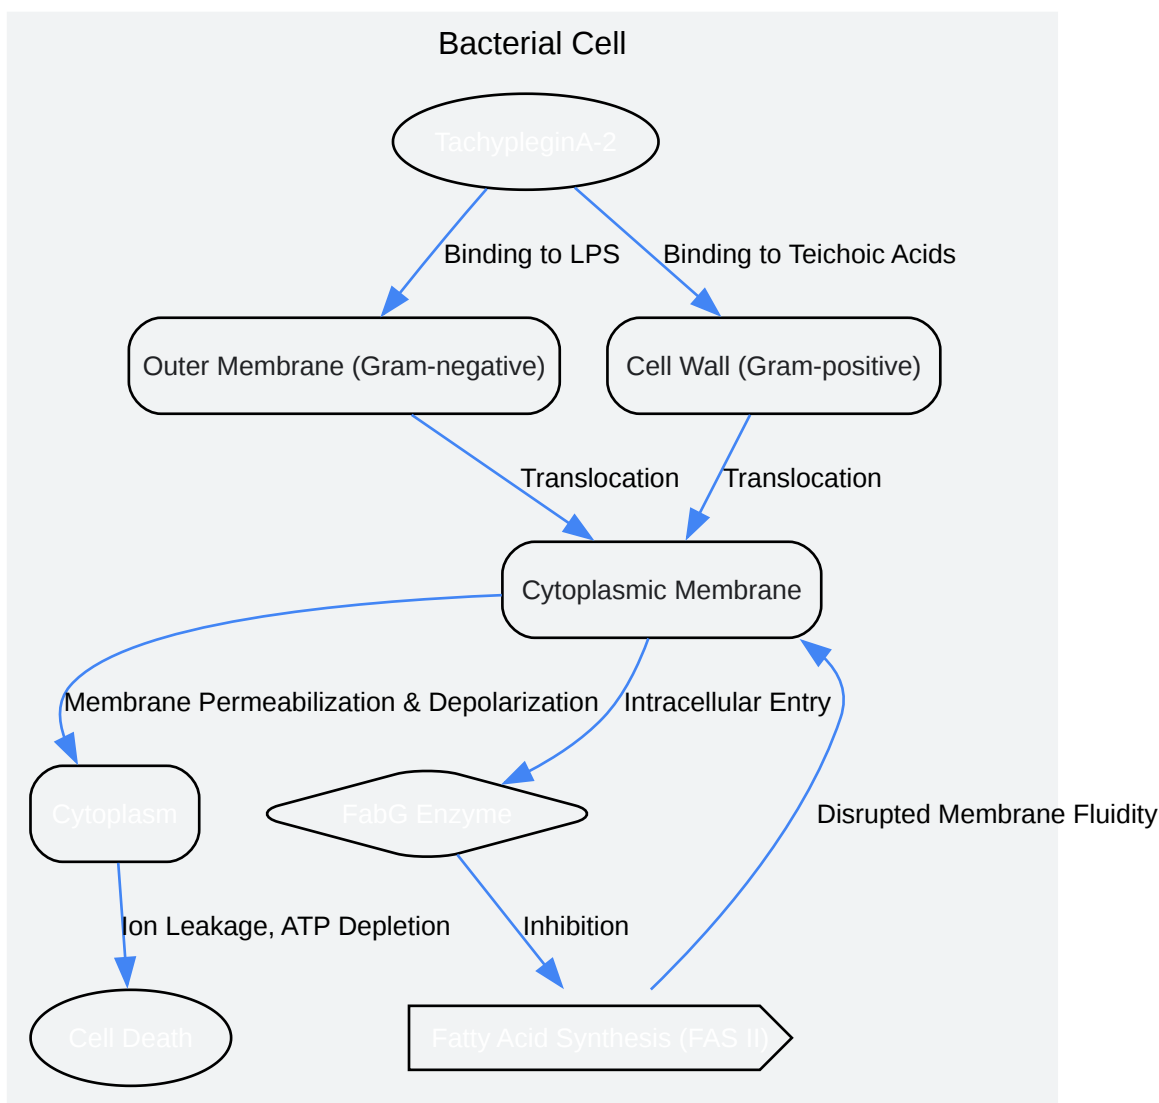 Bacterial Cell
TachypleginA-2
Binding to LPS
Binding to Teichoic Acids
Outer Membrane (Gram-negative)
Cell Wall (Gram-positive)
Translocation
Translocation
Cytoplasmic Membrane
Membrane Permeabilization & Depolarization
Intracellular Entry
Cytoplasm
FabG Enzyme
Disrupted Membrane Fluidity
Ion Leakage, ATP Depletion
Inhibition
Cell Death
Fatty Acid Synthesis (FAS II)